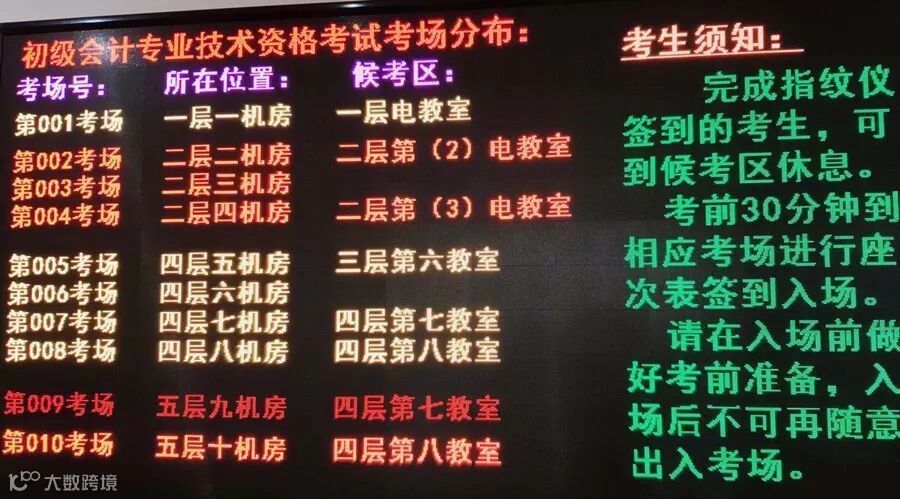 初级会计专业技术资格考试考场分布:
考场号: 所在位置: 候考区:
第001考场 一层一机房 一层电教室
第002考场 二层二机房 二层第（2）电教室
第003考场 二层三机房
第004考场 二层四机房 二层第（3）电教室
第005考场 四层五机房 三层第六教室
第006考场 四层六机房
第007考场 四层七机房 四层第七教室
第008考场 四层八机房 四层第八教室
第009考场 五层九机房 四层第七教室
第010考场 五层十机房 四层第八教室
考生须知:
完成指纹仪
签到的考生，可
到候考区休息。
考前30分钟到
相应考场进行座
次表签到入场。
请在入场前做
好考前准备，入
场后不可再随意
出入考场。
大数跨境